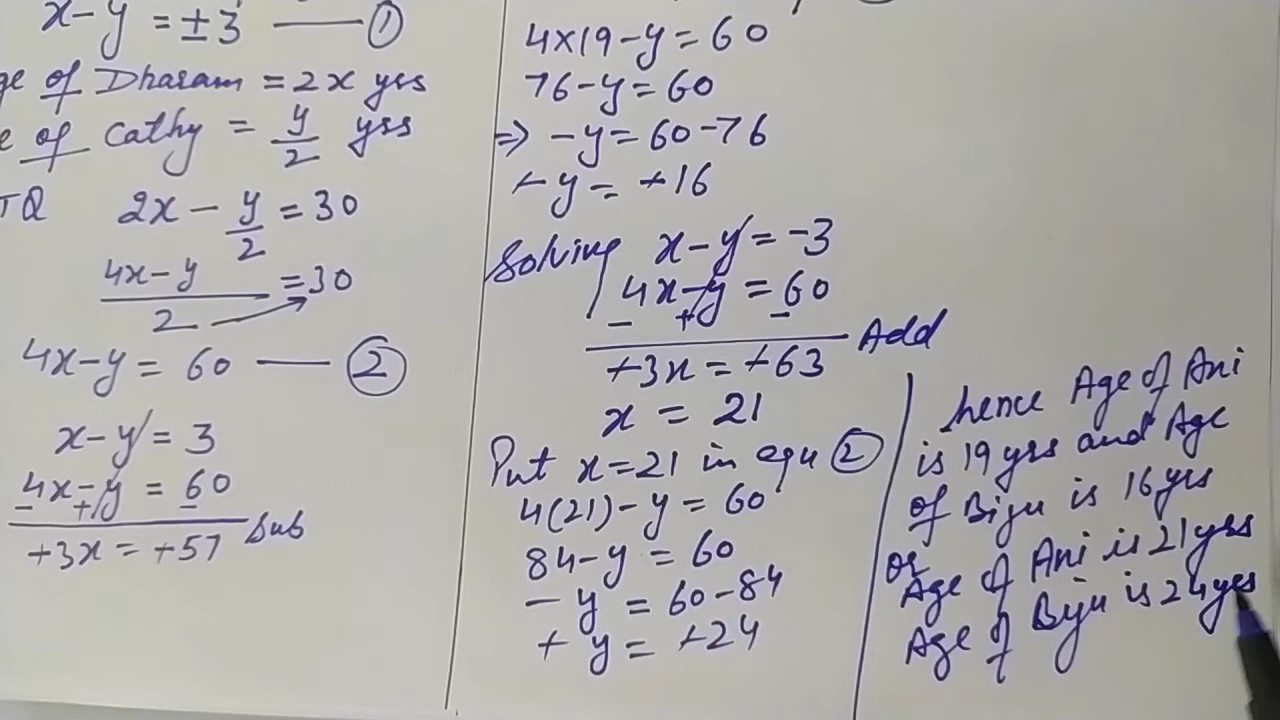 x-y = ±3 —— ①
ge of Dharam = 2x yrs
e of Cathy = y/2 yrs
TQ 2x - y/2 = 30
4x-y/2 = 30
4x-y = 60 —— ②
x-y = 3
4x-y = 60
- + -
+3x = +57 Sub
4×19-y = 60
76-y = 60
⇒ -y = 60-76
+y = +16
Solving x-y = -3
4x-y = 60
- + -
+3x = +63 Add
x = 21
Put x=21 in equ ②
4(21)-y = 60
84-y = 60
-y = 60-84
+y = +24
hence Age of Ani
is 19 yrs and Age
of Biju is 16 yrs
or
Age of Ani is 21 yrs
Age of Biju is 24 yrs